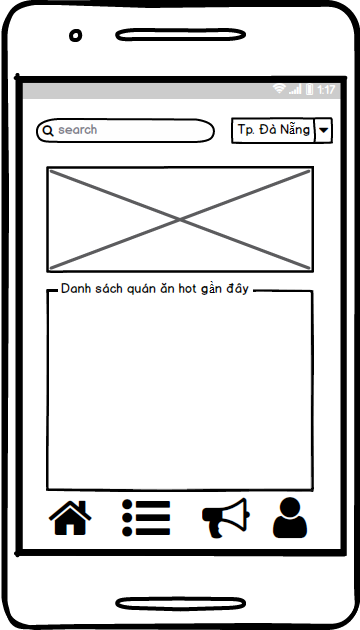 1:17
search
Tp. Đà Nẵng
Danh sách quán ăn hot gần đây